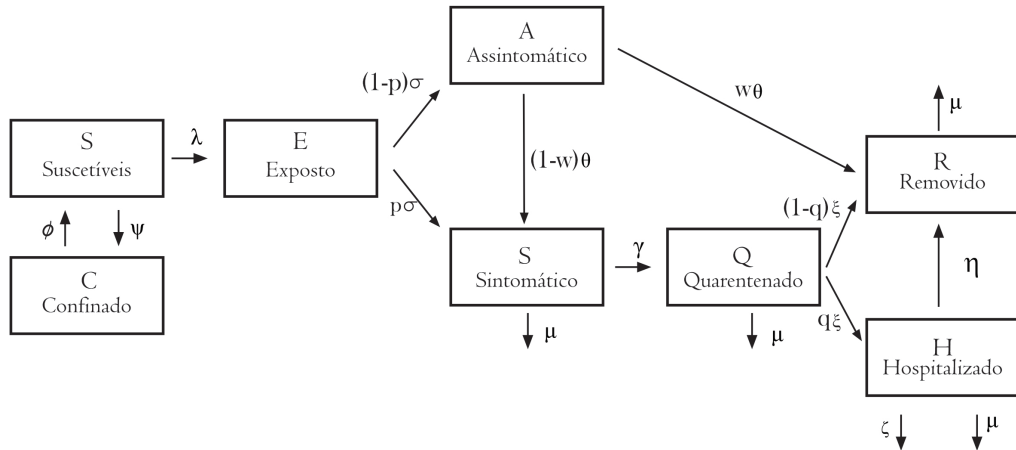 A
Assintomático
(1-p)σ
wθ
μ
S
Suscetíveis
λ
E
Exposto
(1-w)θ
R
Removido
pσ
(1-q)ξ
ϕ
ψ
C
Confinado
S
Sintomático
γ
Q
Quarentenado
η
qξ
μ
μ
H
Hospitalizado
ζ
μ